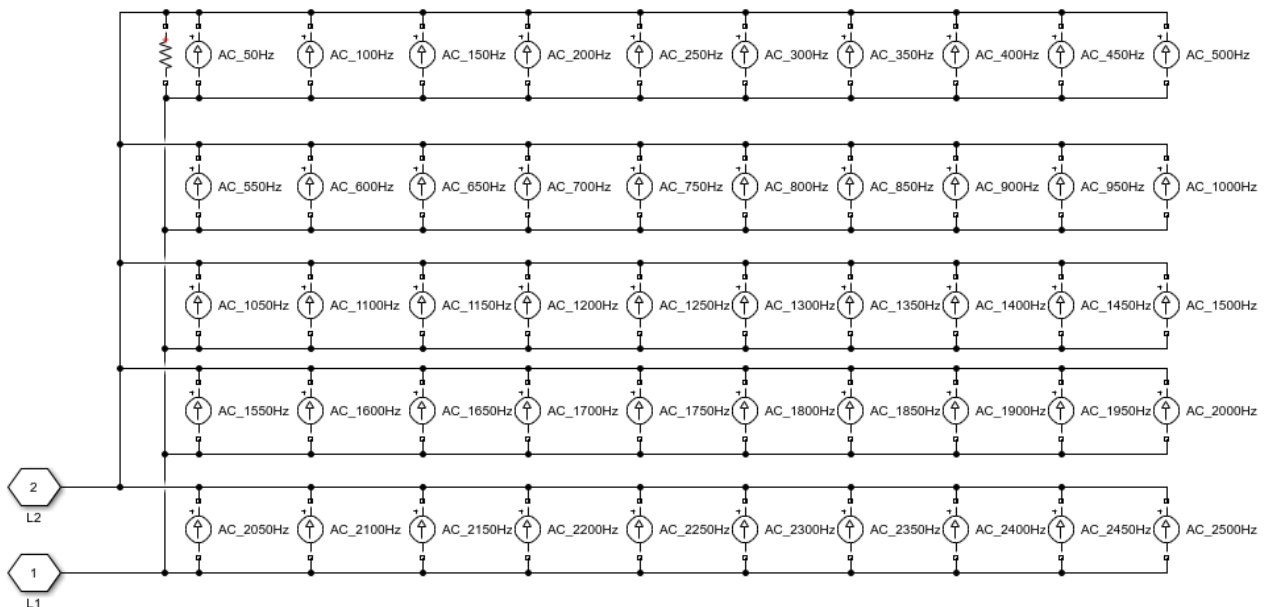 AC_50Hz AC_100Hz AC_150Hz AC_200Hz AC_250Hz AC_300Hz AC_350Hz AC_400Hz AC_450Hz AC_500Hz
AC_550Hz AC_600Hz AC_650Hz AC_700Hz AC_750Hz AC_800Hz AC_850Hz AC_900Hz AC_950Hz AC_1000Hz
AC_1050Hz AC_1100Hz AC_1150Hz AC_1200Hz AC_1250Hz AC_1300Hz AC_1350Hz AC_1400Hz AC_1450Hz AC_1500Hz
AC_1550Hz AC_1600Hz AC_1650Hz AC_1700Hz AC_1750Hz AC_1800Hz AC_1850Hz AC_1900Hz AC_1950Hz AC_2000Hz
2
L2
AC_2050Hz AC_2100Hz AC_2150Hz AC_2200Hz AC_2250Hz AC_2300Hz AC_2350Hz AC_2400Hz AC_2450Hz AC_2500Hz
1
L1